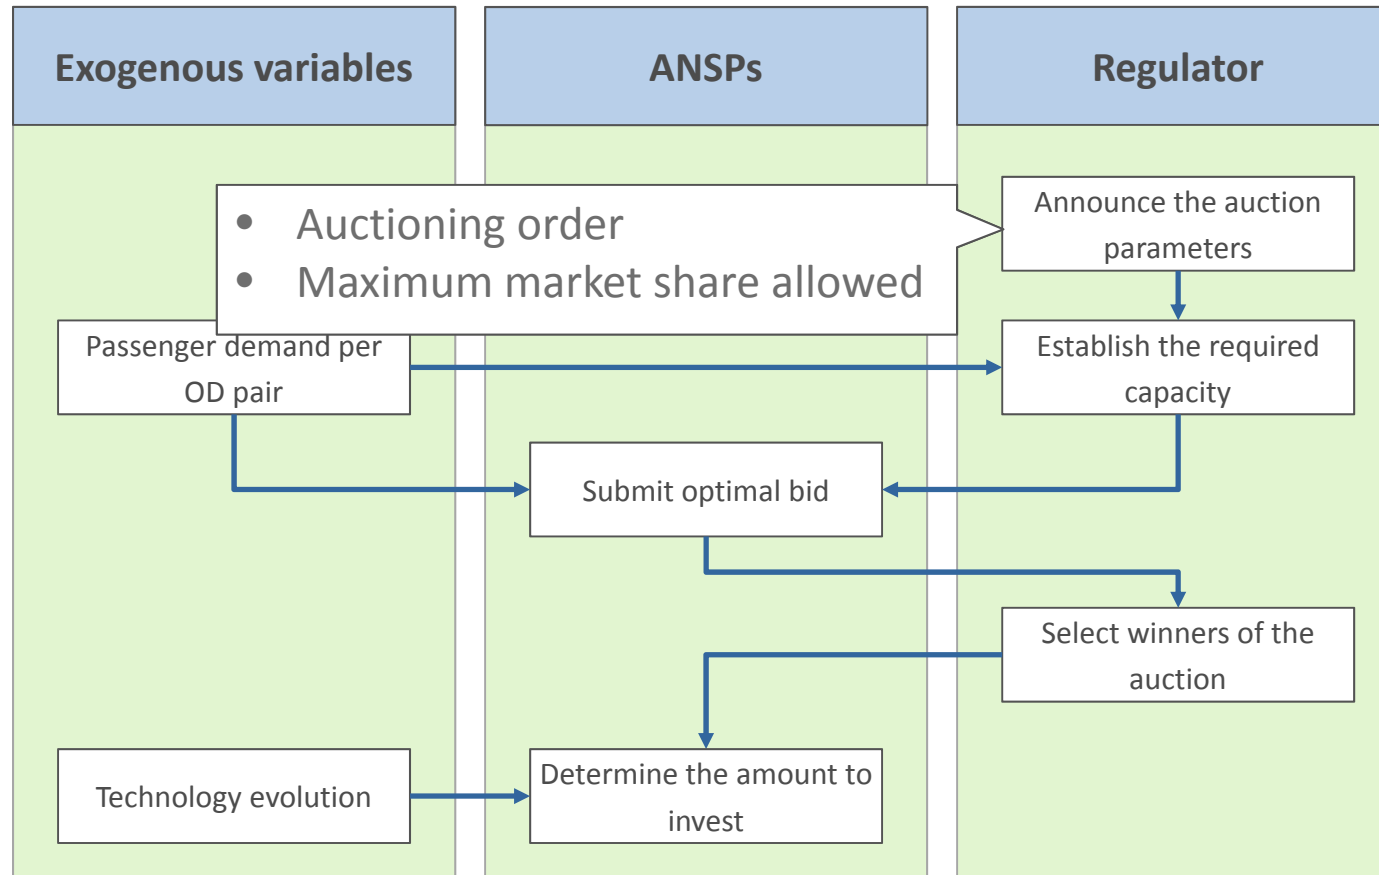 Exogenous variables
ANSPs
Regulator
Announce the auction
parameters
• Auctioning order
• Maximum market share allowed
Passenger demand per
OD pair
Establish the required
capacity
Submit optimal bid
Select winners of the
auction
Technology evolution
Determine the amount to
invest